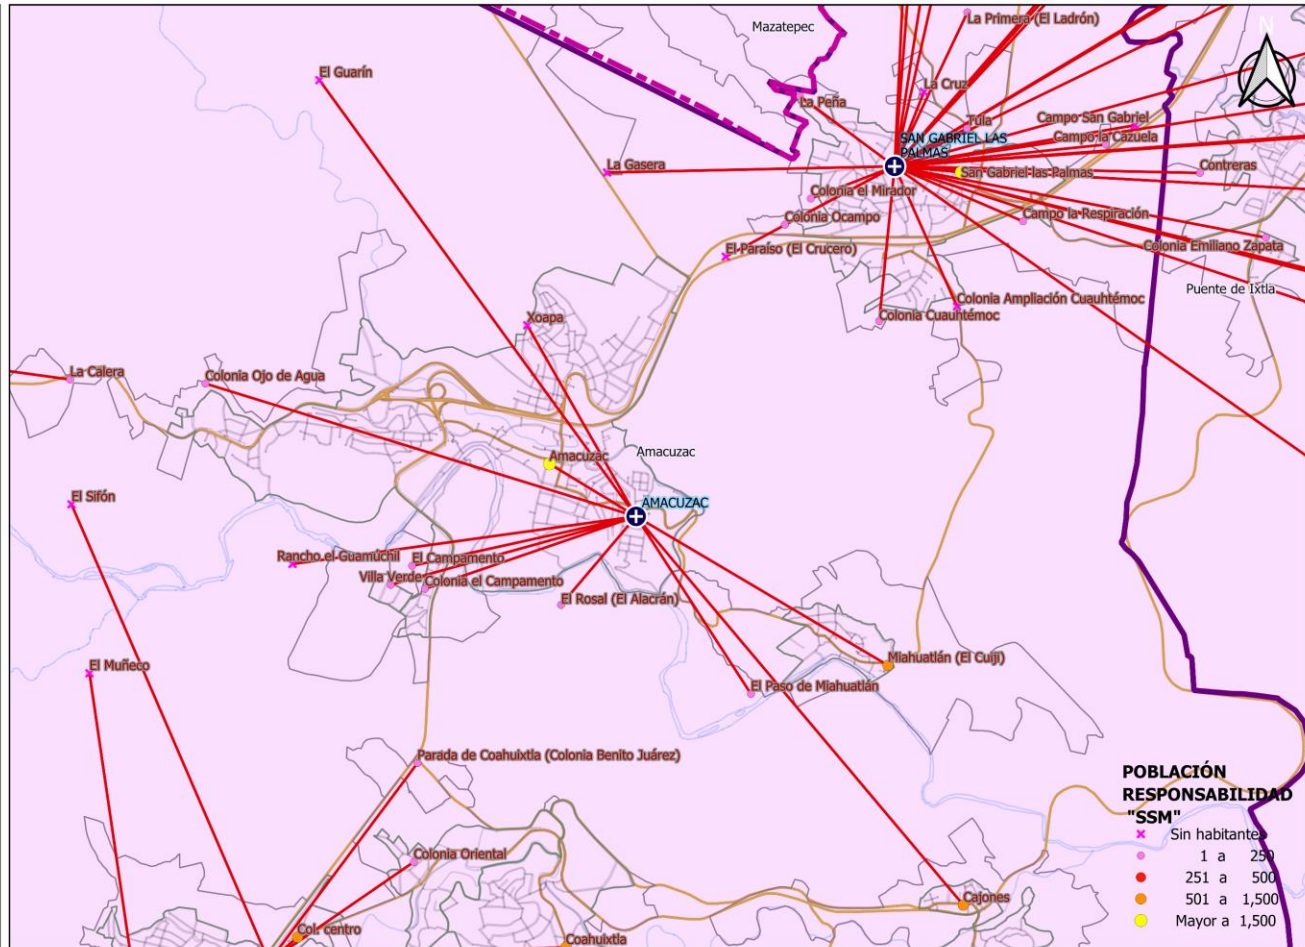 La Primera (El Ladrón)
Mazatepec
N
El Guarín
La Cruz
La Peña
Tula
Campo San Gabriel
SAN GABRIEL LAS
PALMAS
Campo la Cazuela
La Gasera
San Gabriel las Palmas
Contreras
Colonia el Mirador
Colonia Ocampo
Campo la Respiración
El Paraíso (El Crucero)
Colonia Emiliano Zapata
Puente de Ixtla
Colonia Ampliación Cuauhtémoc
Xoapa
Colonia Cuauhtémoc
La Calera
Colonia Ojo de Agua
Amacuzac
Amacuzac
El Sifón
AMACUZAC
Rancho el Guamúchil
El Campamento
Villa Verde
Colonia el Campamento
El Rosal (El Alacrán)
El Muñeco
Miahuatlán (El Cuiji)
El Paso de Miahuatlán
Parada de Coahuixtla (Colonia Benito Juárez)
POBLACIÓN
RESPONSABILIDAD
"SSM"
Sin habitantes
1 a 250
251 a 500
501 a 1,500
Mayor a 1,500
Colonia Oriental
Cajones
Col. centro
Coahuixtla